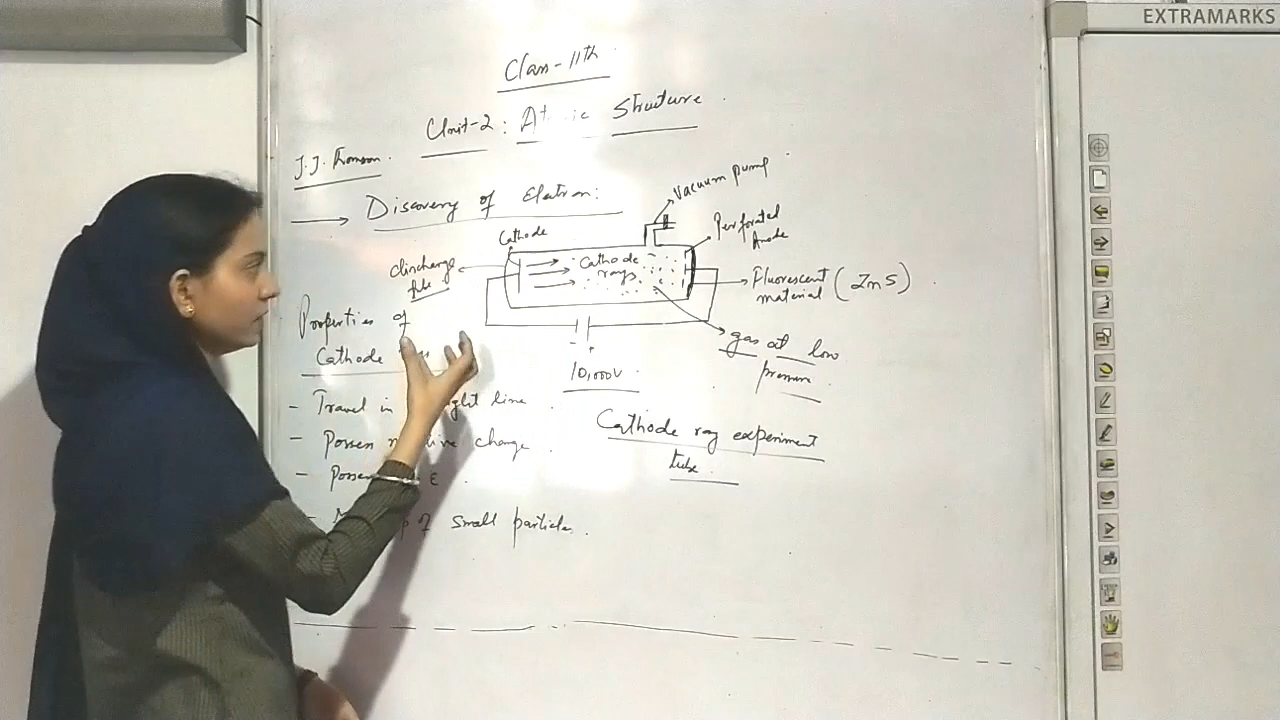 EXTRAMARKS
Class-11th
Unit-2: Structure
J.J. Thomson.
Discovery of Electron:
Vacuum pump
Perforated
Anode
Cathode
discharge
tube
Cathode
rays
Fluorescent
material (ZnS)
gas at low
pressure
- +
10,000V
Cathode ray experiment
tube
Properties of
Cathode
- Travel in line
- Possess charge
-
- of small particle.